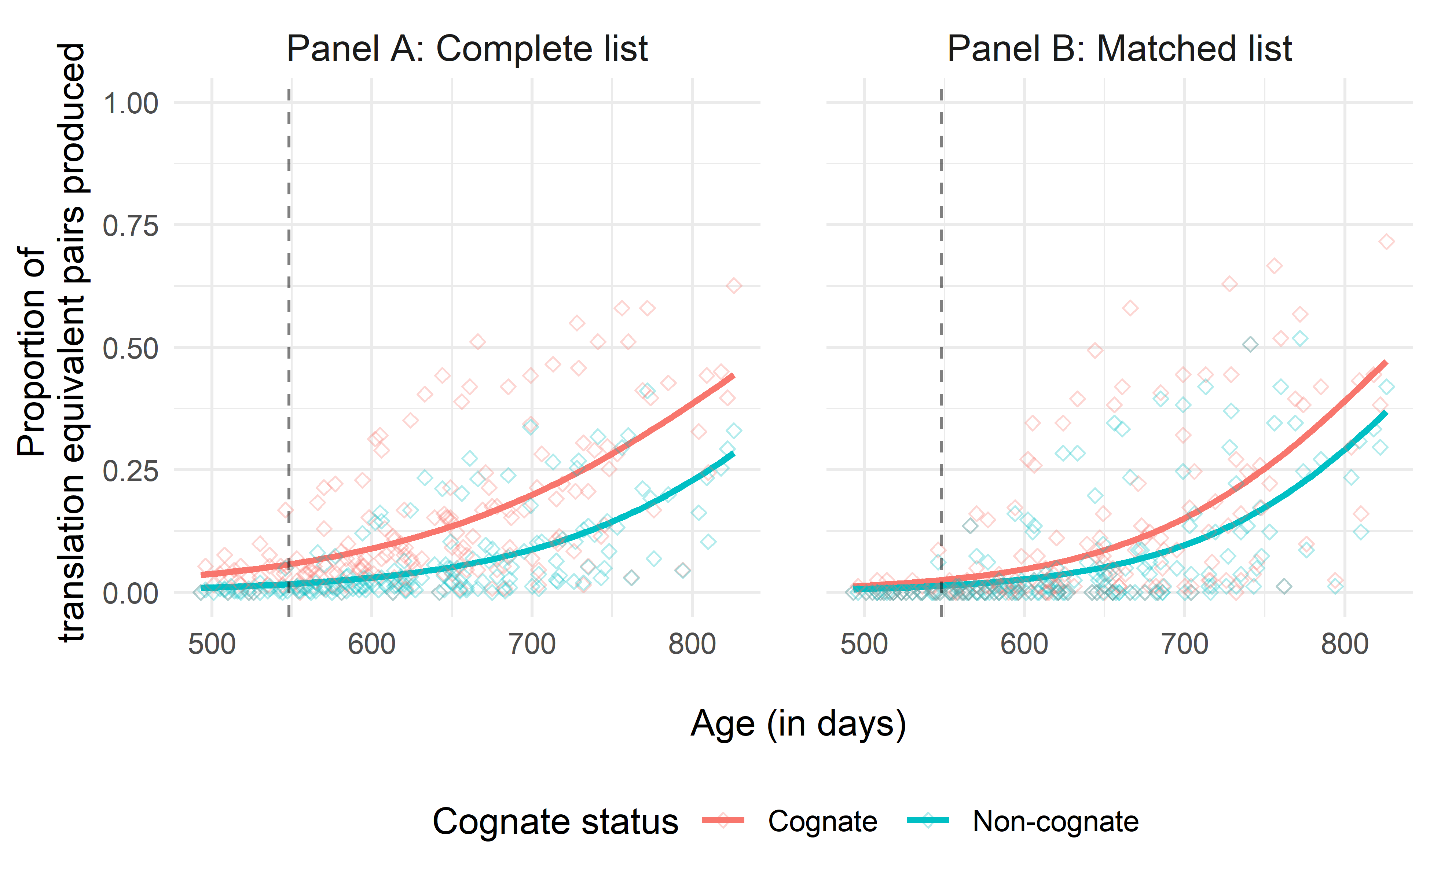 Panel A: Complete list
Panel B: Matched list
Proportion of
translation equivalent pairs produced
1.00
0.75
0.50
0.25
0.00
500 600 700 800
500 600 700 800
Age (in days)
Cognate status Cognate Non-cognate